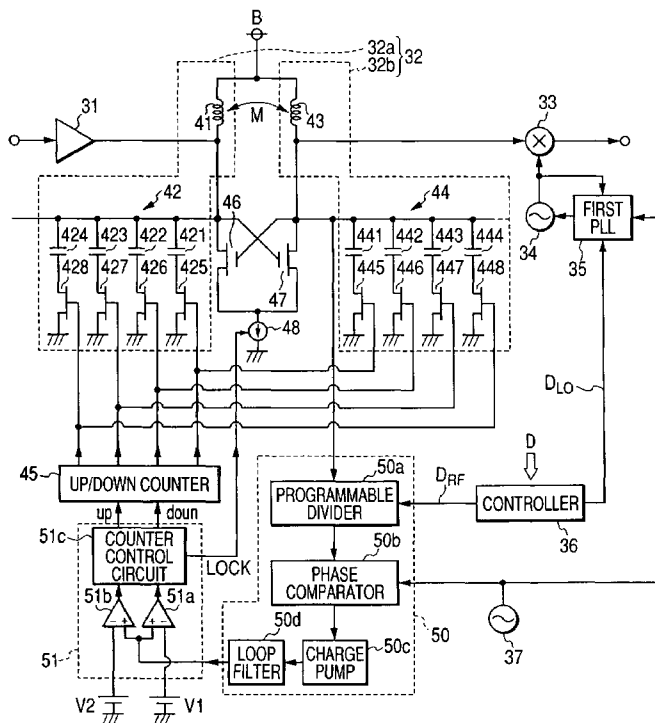 B
32a
32b
32
31
41
M
43
33
42
46
44
424
423
422
421
441
442
443
444
428
427
426
425
445
446
447
448
47
48
34
FIRST
PLL
35
DLO
45
UP/DOWN COUNTER
up
doun
50a
PROGRAMMABLE
DIVIDER
DRF
D
CONTROLLER
36
51c
COUNTER
CONTROL
CIRCUIT
LOCK
50b
PHASE
COMPARATOR
51b
51a
- +
+ -
50d
50
51
LOOP
FILTER
CHARGE
PUMP
50c
37
V2
V1